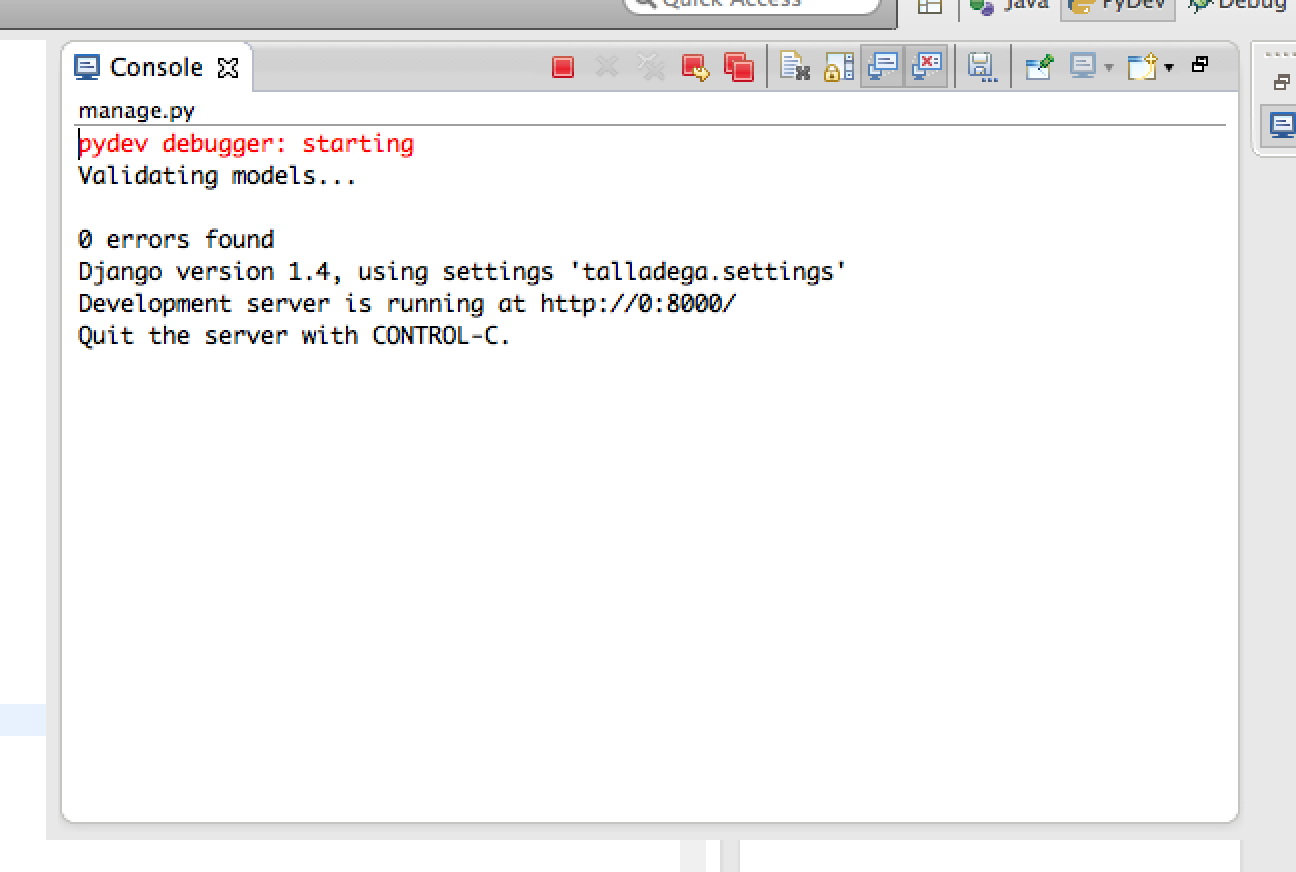 Quick Access
Java
PyDev
Debug
Console
manage.py
pydev debugger: starting
Validating models...
0 errors found
Django version 1.4, using settings 'talladega.settings'
Development server is running at http://0:8000/
Quit the server with CONTROL-C.